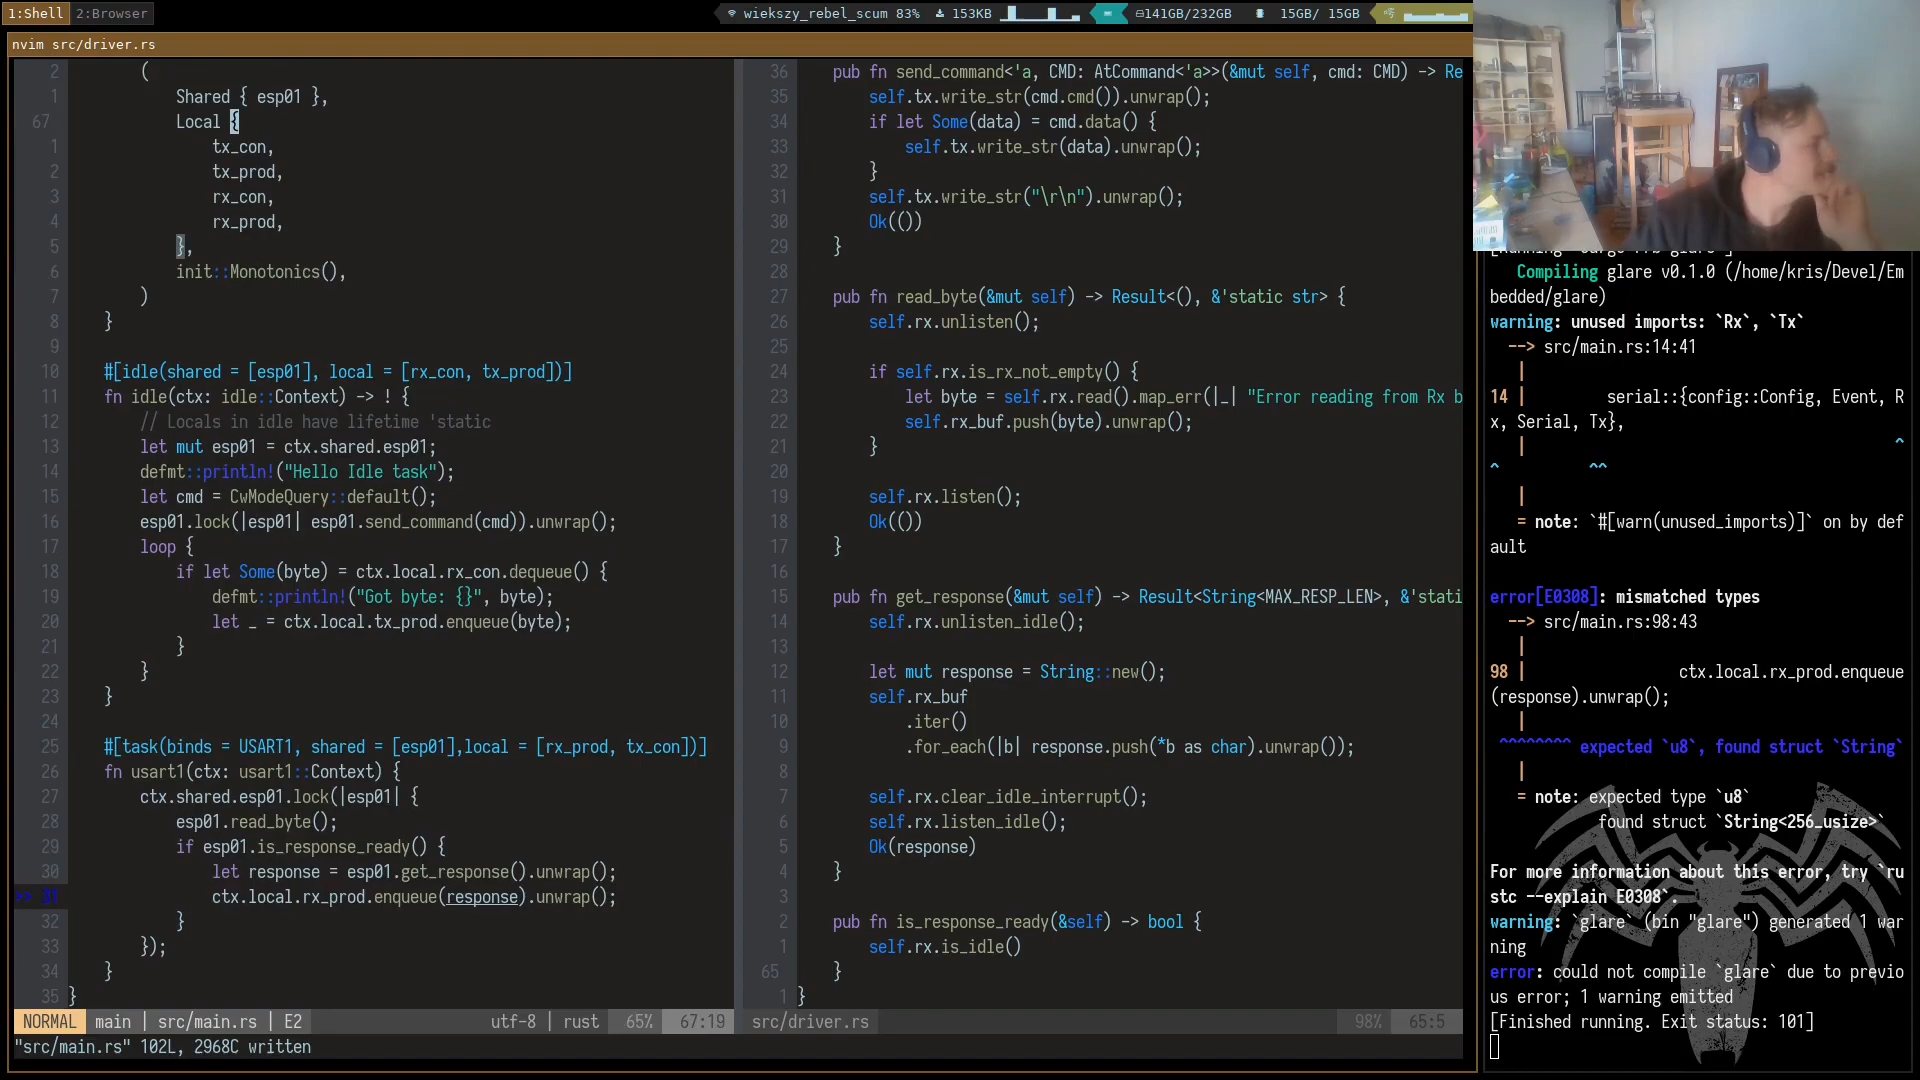 1:Shell 2:Browser
wiekszy_rebel_scum 83% 153KB 141GB/232GB 15GB/ 15GB
nvim src/driver.rs
2 (
1 Shared { esp01 },
67 Local {
1 tx_con,
2 tx_prod,
3 rx_con,
4 rx_prod,
5 },
6 init::Monotonics(),
7 )
8 }
9
10 #[idle(shared = [esp01], local = [rx_con, tx_prod])]
11 fn idle(ctx: idle::Context) -> ! {
12 // Locals in idle have lifetime 'static
13 let mut esp01 = ctx.shared.esp01;
14 defmt::println!("Hello Idle task");
15 let cmd = CwModeQuery::default();
16 esp01.lock(|esp01| esp01.send_command(cmd)).unwrap();
17 loop {
18 if let Some(byte) = ctx.local.rx_con.dequeue() {
19 defmt::println!("Got byte: {}", byte);
20 let _ = ctx.local.tx_prod.enqueue(byte);
21 }
22 }
23 }
24
25 #[task(binds = USART1, shared = [esp01],local = [rx_prod, tx_con])]
26 fn usart1(ctx: usart1::Context) {
27 ctx.shared.esp01.lock(|esp01| {
28 esp01.read_byte();
29 if esp01.is_response_ready() {
30 let response = esp01.get_response().unwrap();
>> 31 ctx.local.rx_prod.enqueue(response).unwrap();
32 }
33 });
34 }
35 }
NORMAL main | src/main.rs | E2 utf-8 | rust 65% 67:19
"src/main.rs" 102L, 2968C written
36 pub fn send_command<'a, CMD: AtCommand<'a>>(&mut self, cmd: CMD) -> Re
35 self.tx.write_str(cmd.cmd()).unwrap();
34 if let Some(data) = cmd.data() {
33 self.tx.write_str(data).unwrap();
32 }
31 self.tx.write_str("\r\n").unwrap();
30 Ok(())
29 }
28
27 pub fn read_byte(&mut self) -> Result<(), &'static str> {
26 self.rx.unlisten();
25
24 if self.rx.is_rx_not_empty() {
23 let byte = self.rx.read().map_err(|_| "Error reading from Rx b
22 self.rx_buf.push(byte).unwrap();
21 }
20
19 self.rx.listen();
18 Ok(())
17 }
16
15 pub fn get_response(&mut self) -> Result<String<MAX_RESP_LEN>, &'stati
14 self.rx.unlisten_idle();
13
12 let mut response = String::new();
11 self.rx_buf
10 .iter()
9 .for_each(|b| response.push(*b as char).unwrap());
8
7 self.rx.clear_idle_interrupt();
6 self.rx.listen_idle();
5 Ok(response)
4 }
3
2 pub fn is_response_ready(&self) -> bool {
1 self.rx.is_idle()
65 }
1 }
src/driver.rs 98% 65:5
Compiling glare v0.1.0 (/home/kris/Devel/Em
bedded/glare)
warning: unused imports: `Rx`, `Tx`
--> src/main.rs:14:41
|
14 | serial::{config::Config, Event, R
x, Serial, Tx},
| ^
^ ^^
|
= note: `#[warn(unused_imports)]` on by def
ault
error[E0308]: mismatched types
--> src/main.rs:98:43
|
98 | ctx.local.rx_prod.enqueue
(response).unwrap();
|
^^^^^^^^ expected `u8`, found struct `String`
|
= note: expected type `u8`
found struct `String<256_usize>`
For more information about this error, try `ru
stc --explain E0308`.
warning: `glare` (bin "glare") generated 1 war
ning
error: could not compile `glare` due to previo
us error; 1 warning emitted
[Finished running. Exit status: 101]